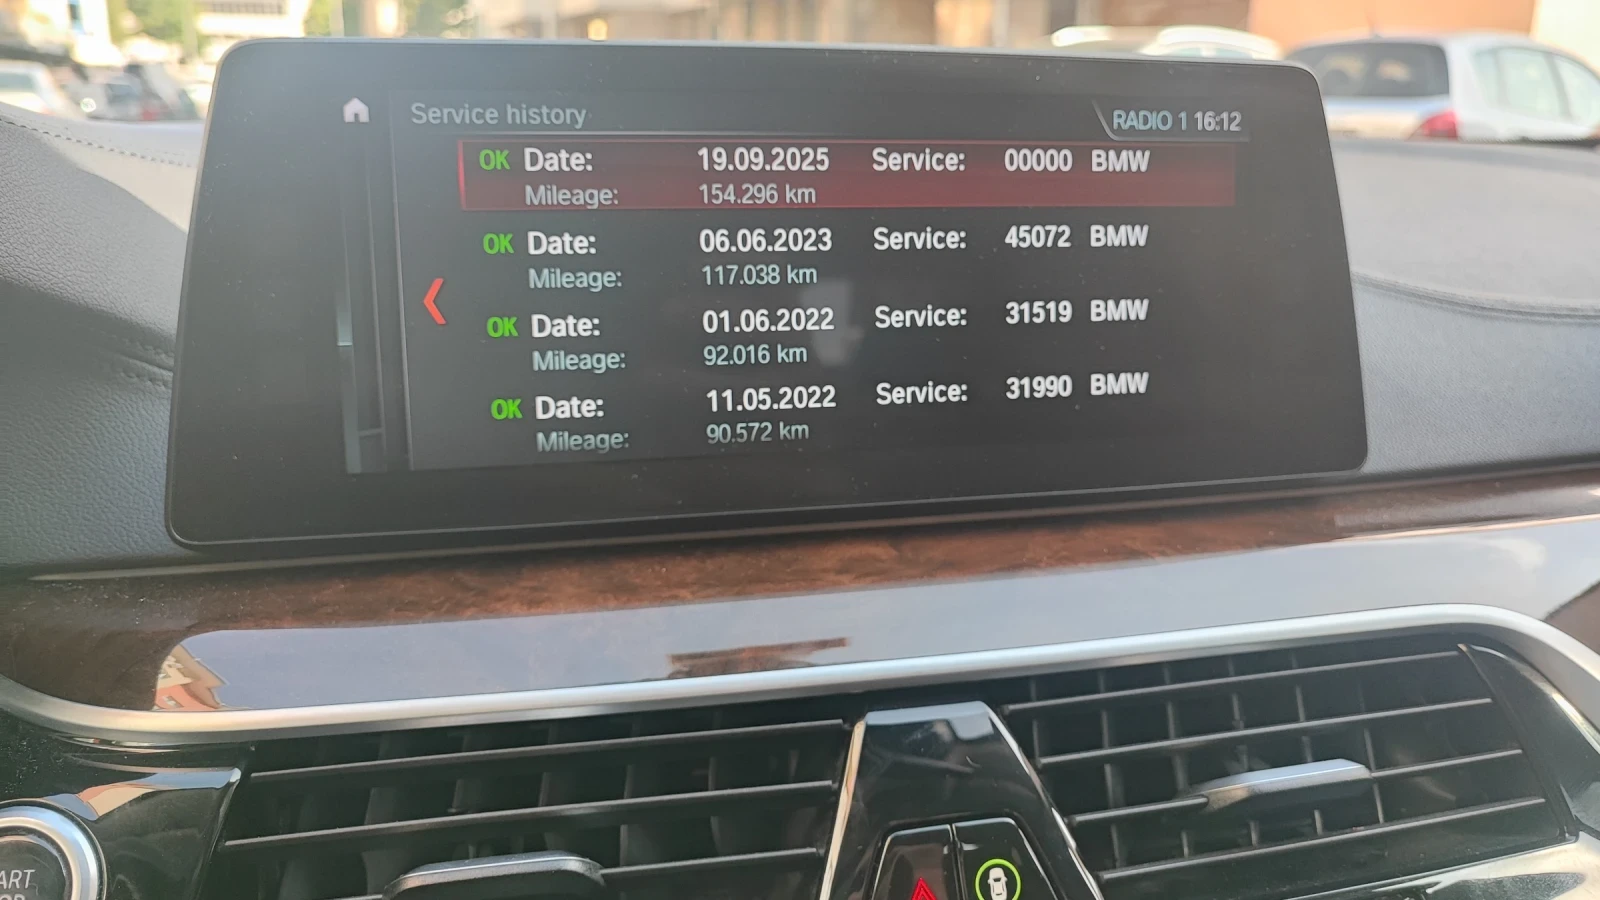 Service history
RADIO 1 16:12
OK Date: 19.09.2025 Service: 00000 BMW
Mileage: 154.296 km
OK Date: 06.06.2023 Service: 45072 BMW
Mileage: 117.038 km
OK Date: 01.06.2022 Service: 31519 BMW
Mileage: 92.016 km
OK Date: 11.05.2022 Service: 31990 BMW
Mileage: 90.572 km